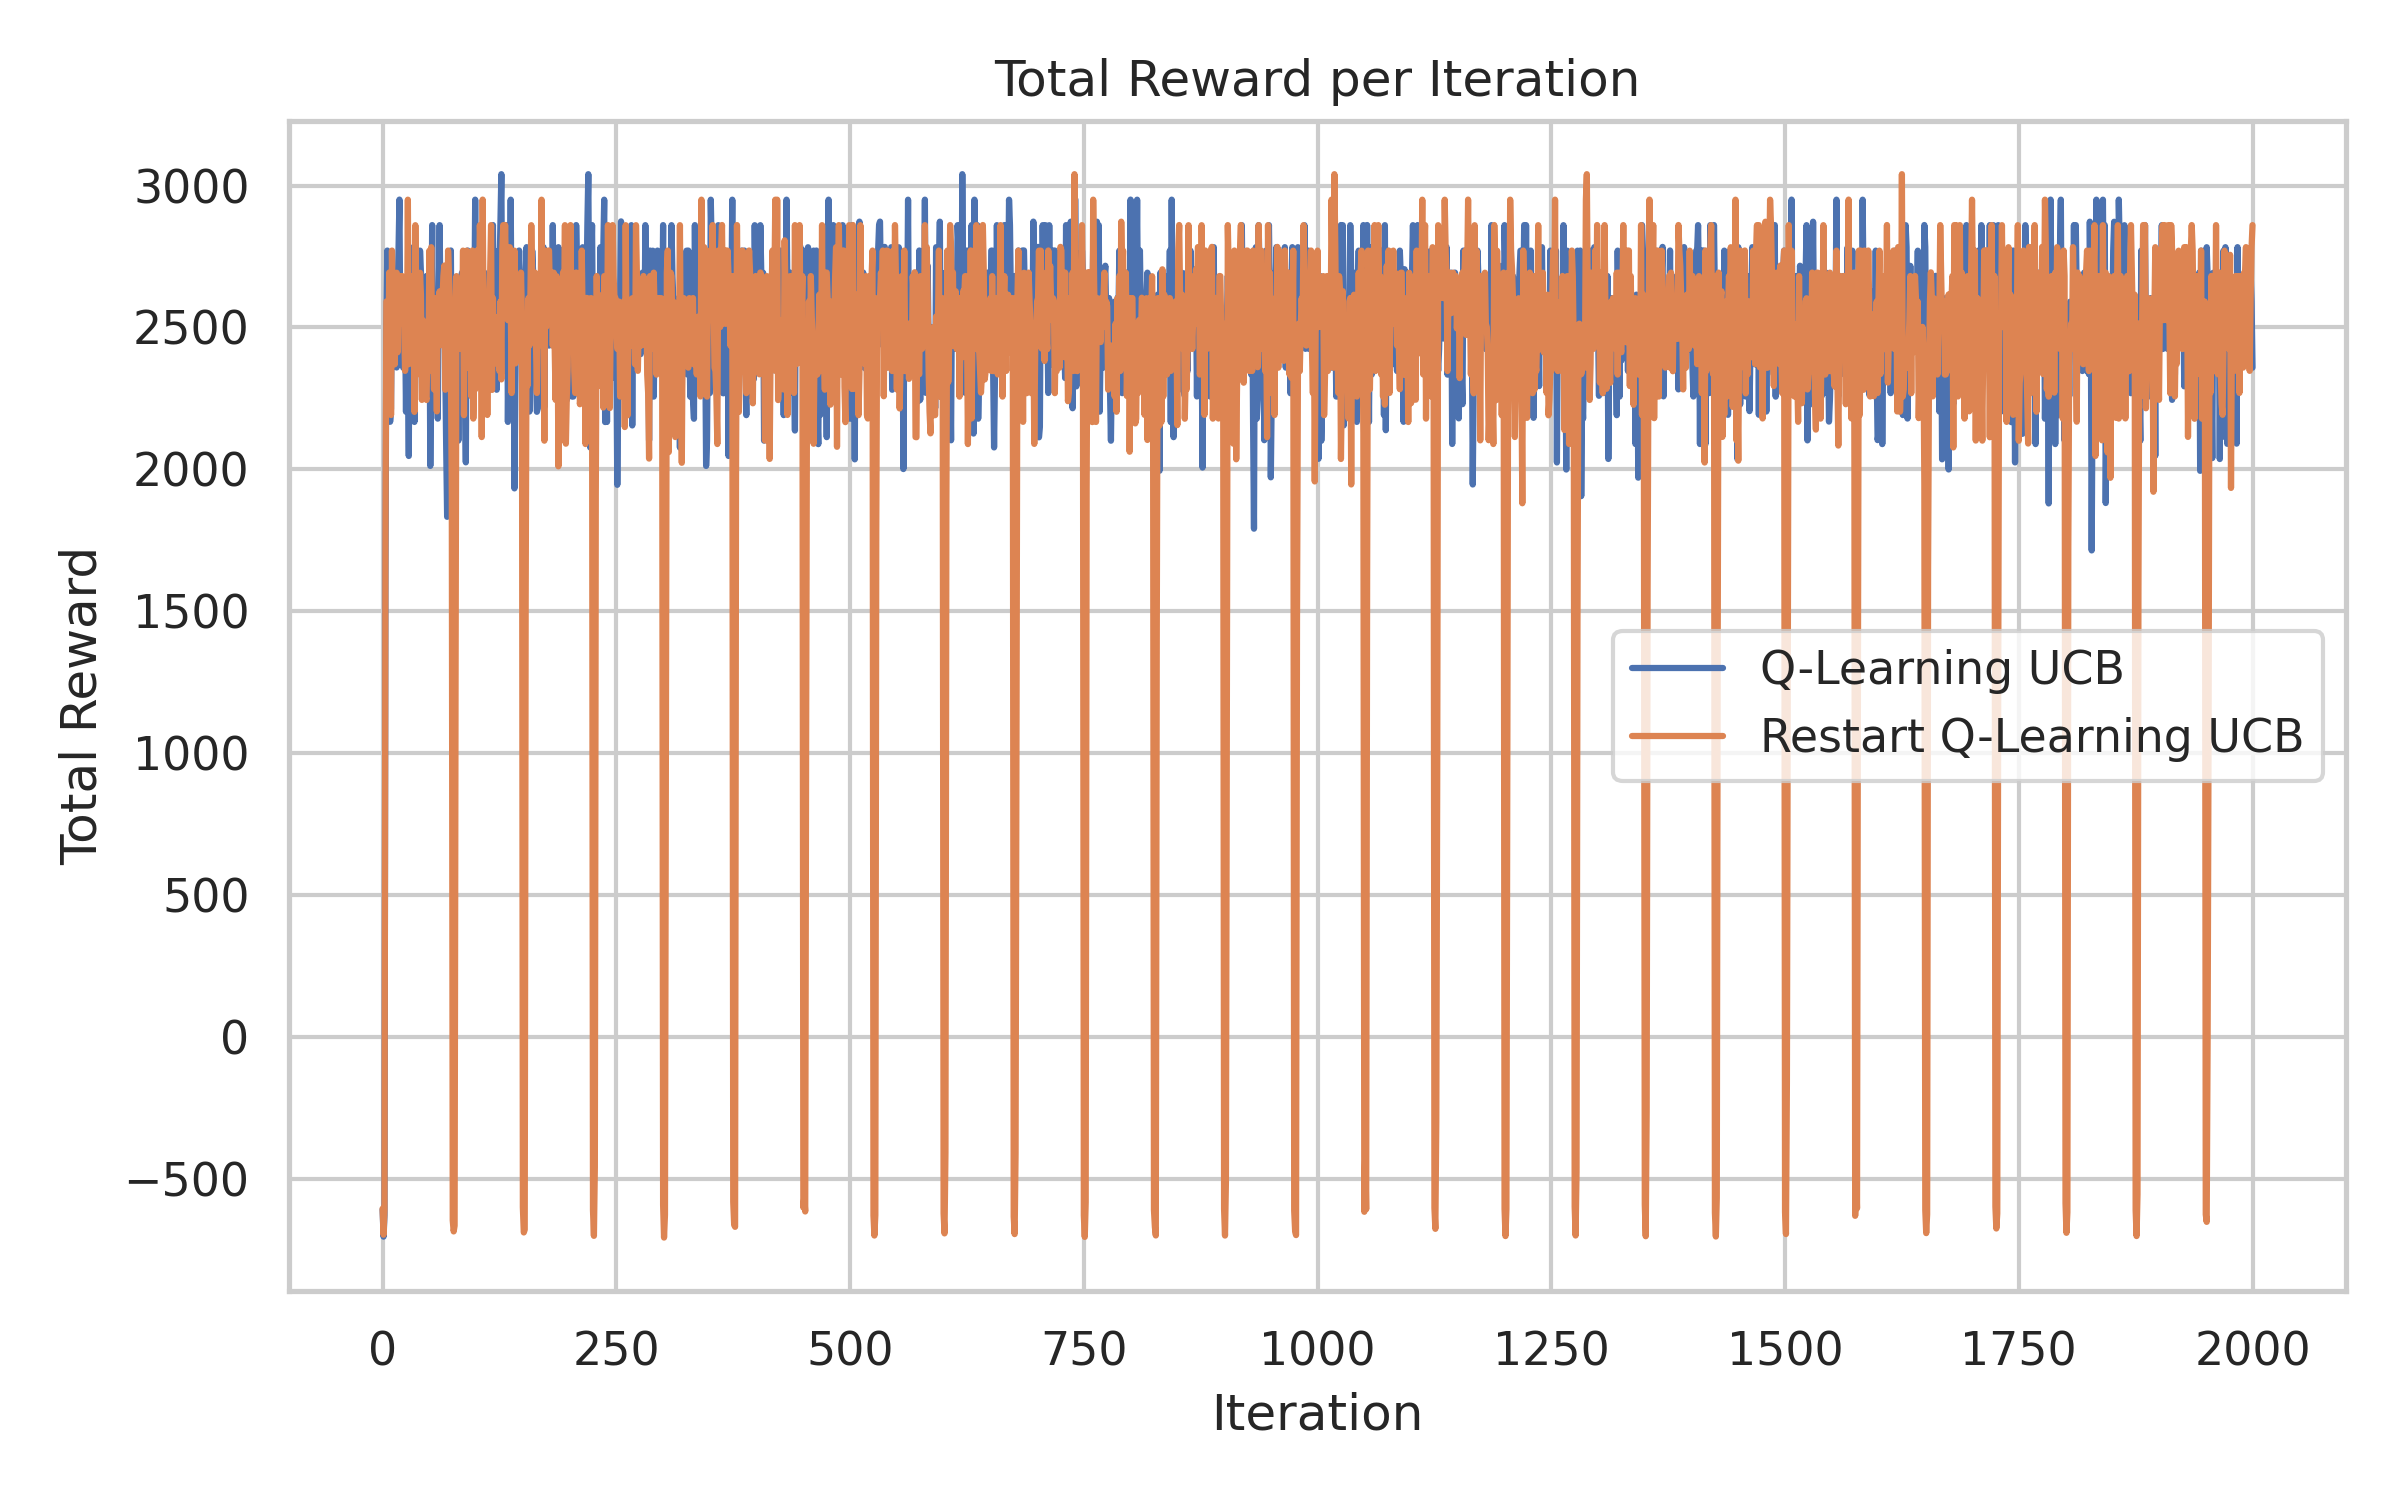 Total Reward per Iteration
3000
2500
2000
1500
1000
500
0
−500
Total Reward
Q-Learning UCB
Restart Q-Learning UCB
0 250 500 750 1000 1250 1500 1750 2000
Iteration